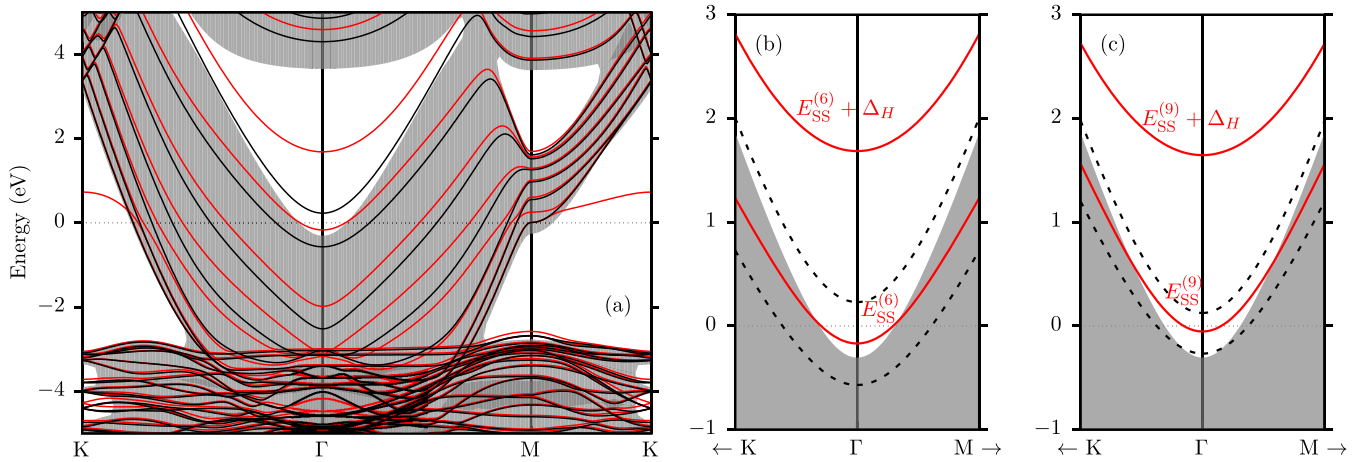 Energy (eV)
4
2
0
−2
−4
K
Γ
M
K
(a)
3
2
1
0
−1
(b)
E_SS^(6) + Δ_H
E_SS^(6)
← K
Γ
M →
3
2
1
0
−1
(c)
E_SS^(9) + Δ_H
E_SS^(9)
← K
Γ
M →